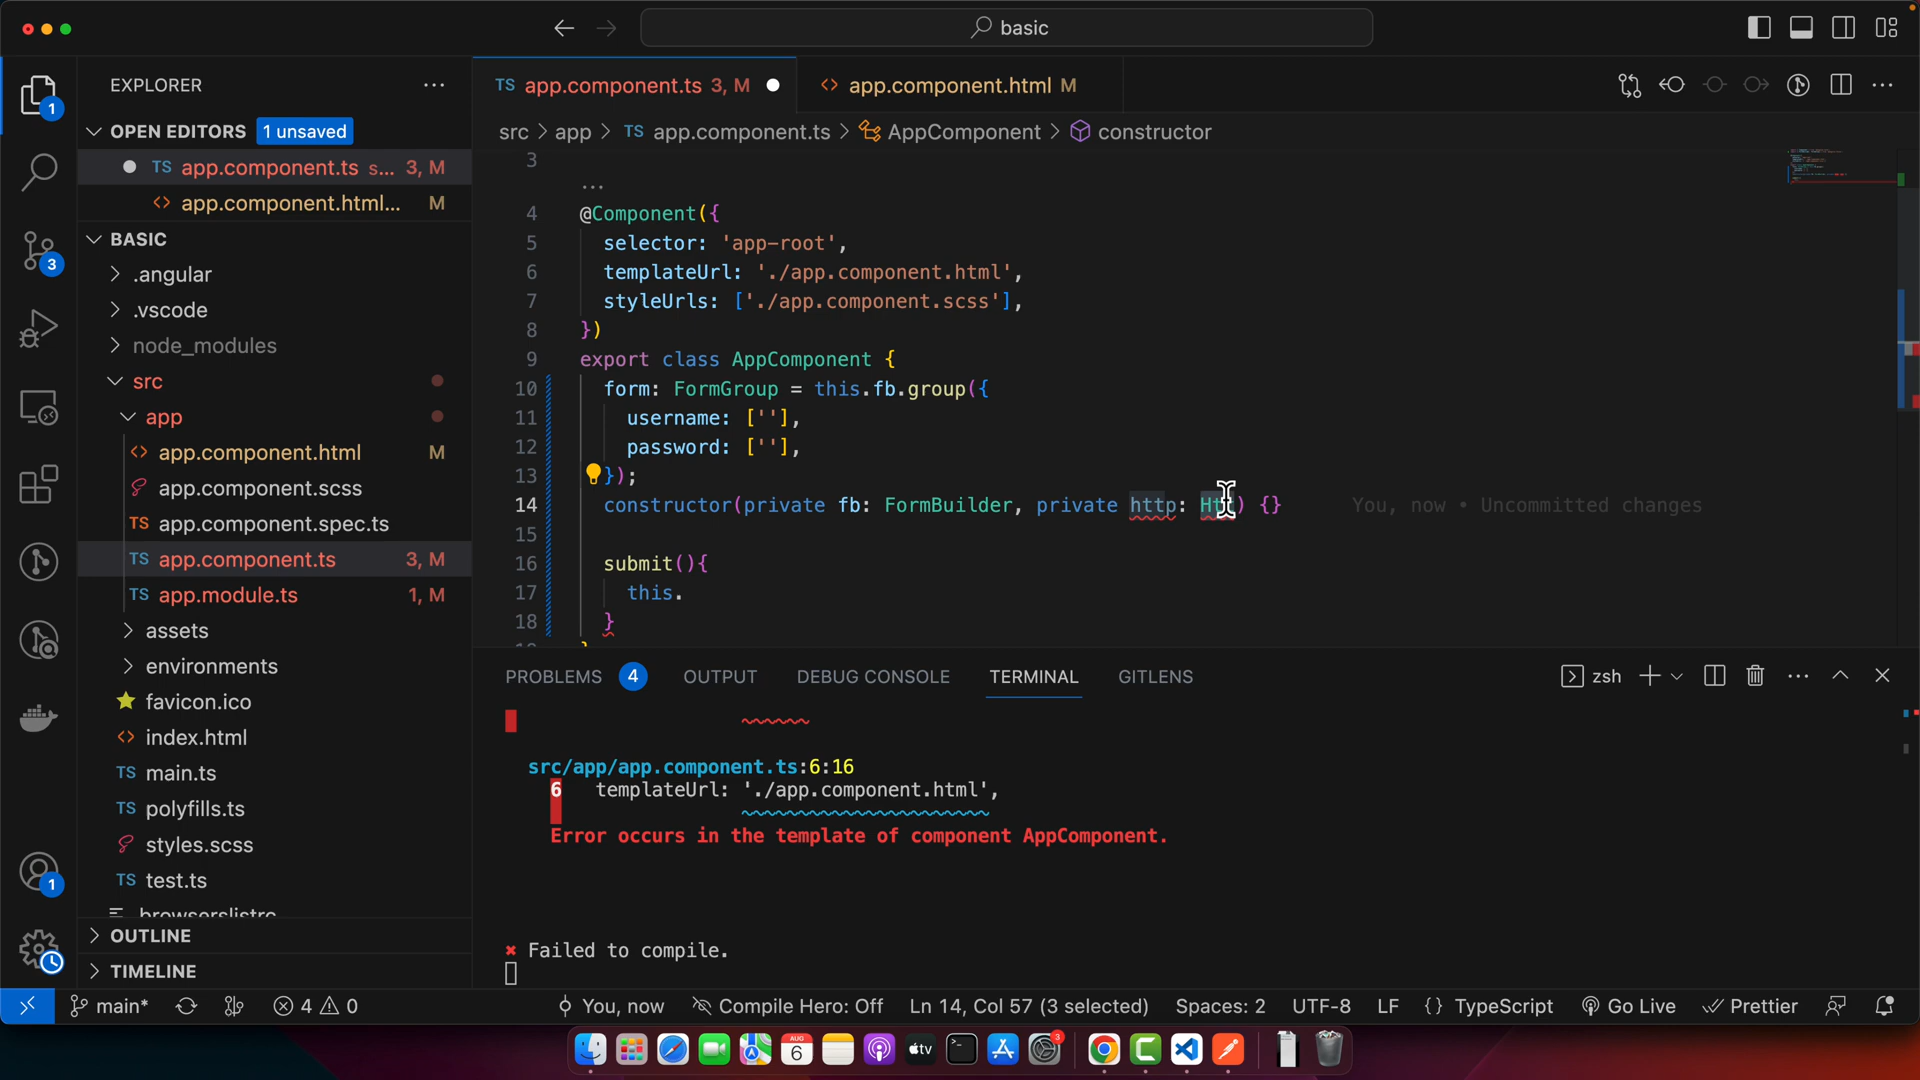 basic
EXPLORER
OPEN EDITORS 1 unsaved
TS app.component.ts s... 3, M
<> app.component.html... M
BASIC
.angular
.vscode
node_modules
src
app
<> app.component.html M
app.component.scss
TS app.component.spec.ts
TS app.component.ts 3, M
TS app.module.ts 1, M
assets
environments
favicon.ico
<> index.html
TS main.ts
TS polyfills.ts
styles.scss
TS test.ts
browserslistrc
OUTLINE
TIMELINE
1
3
1
TS app.component.ts 3, M
<> app.component.html M
src > app > TS app.component.ts > AppComponent > constructor
3
...
4 @Component({
5 selector: 'app-root',
6 templateUrl: './app.component.html',
7 styleUrls: ['./app.component.scss'],
8 })
9 export class AppComponent {
10 form: FormGroup = this.fb.group({
11 username: [''],
12 password: [''],
13 });
14 constructor(private fb: FormBuilder, private http: Htt) {} You, now • Uncommitted changes
15
16 submit(){
17 this.
18 }
}
PROBLEMS 4 OUTPUT DEBUG CONSOLE TERMINAL GITLENS
zsh
src/app/app.component.ts:6:16
6 templateUrl: './app.component.html',
Error occurs in the template of component AppComponent.
✖ Failed to compile.
main* 4 0 You, now Compile Hero: Off Ln 14, Col 57 (3 selected) Spaces: 2 UTF-8 LF {} TypeScript Go Live Prettier
AUG
6
tv
3